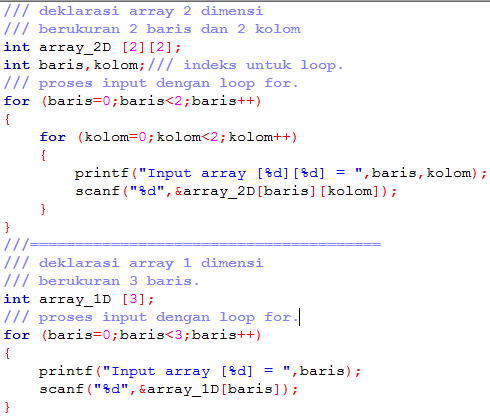 /// deklarasi array 2 dimensi
/// berukuran 2 baris dan 2 kolom
int array_2D [2][2];
int baris,kolom;/// indeks untuk loop.
/// proses input dengan loop for.
for (baris=0;baris<2;baris++)
{
    for (kolom=0;kolom<2;kolom++)
    {
        printf("Input array [%d][%d] = ",baris,kolom);
        scanf("%d",&array_2D[baris][kolom]);
    }
}
///=======================================
/// deklarasi array 1 dimensi
/// berukuran 3 baris.
int array_1D [3];
/// proses input dengan loop for.
for (baris=0;baris<3;baris++)
{
    printf("Input array [%d] = ",baris);
    scanf("%d",&array_1D[baris]);
}